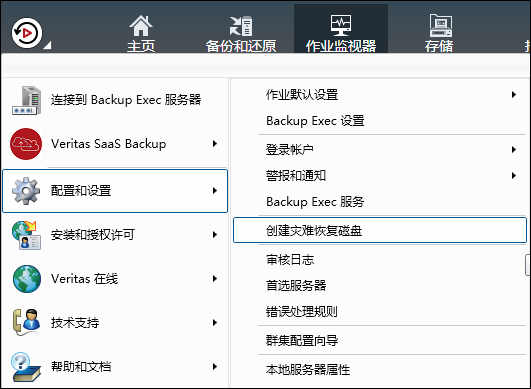 主页
备份和还原
作业监视器
存储
连接到 Backup Exec 服务器
Veritas SaaS Backup
配置和设置
安装和授权许可
Veritas 在线
技术支持
帮助和文档
作业默认设置
Backup Exec 设置
登录帐户
警报和通知
Backup Exec 服务
创建灾难恢复磁盘
审核日志
首选服务器
错误处理规则
群集配置向导
本地服务器属性